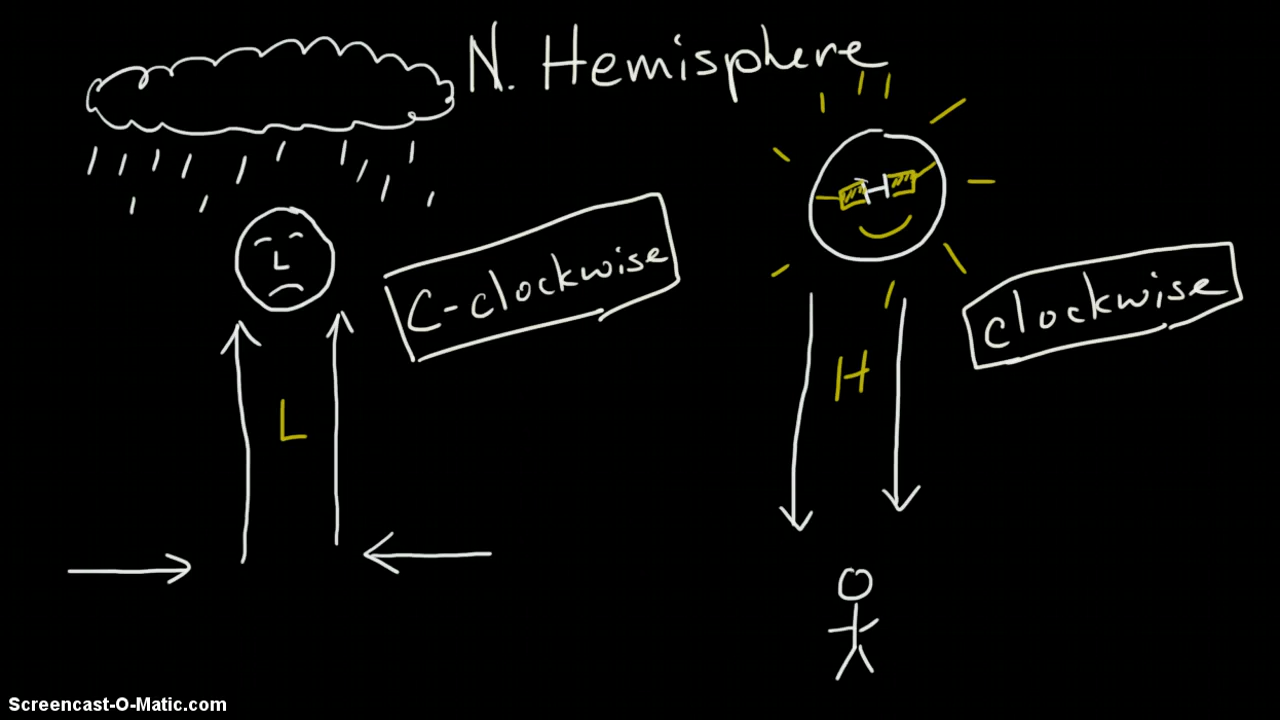 N. Hemisphere
C-clockwise
clockwise
L
H
Screencast-O-Matic.com